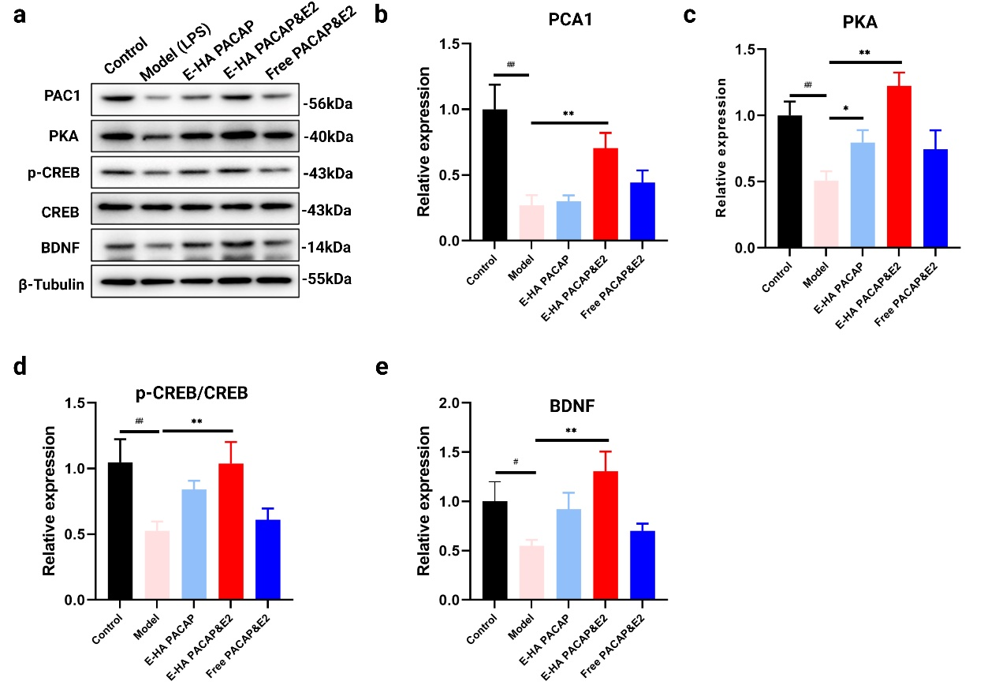 a
Control
Model (LPS)
E-HA PACAP
E-HA PACAP&E2
Free PACAP&E2
PAC1
-56kDa
PKA
-40kDa
p-CREB
-43kDa
CREB
-43kDa
BDNF
-14kDa
β-Tubulin
-55kDa
b
PCA1
Relative expression
1.5
1.0
0.5
0.0
##
**
Control
Model
E-HA PACAP
E-HA PACAP&E2
Free PACAP&E2
c
PKA
Relative expression
1.5
1.0
0.5
0.0
##
*
**
Control
Model
E-HA PACAP
E-HA PACAP&E2
Free PACAP&E2
d
p-CREB/CREB
Relative expression
1.5
1.0
0.5
0.0
##
**
Control
Model
E-HA PACAP
E-HA PACAP&E2
Free PACAP&E2
e
BDNF
Relative expression
2.0
1.5
1.0
0.5
0.0
#
**
Control
Model
E-HA PACAP
E-HA PACAP&E2
Free PACAP&E2